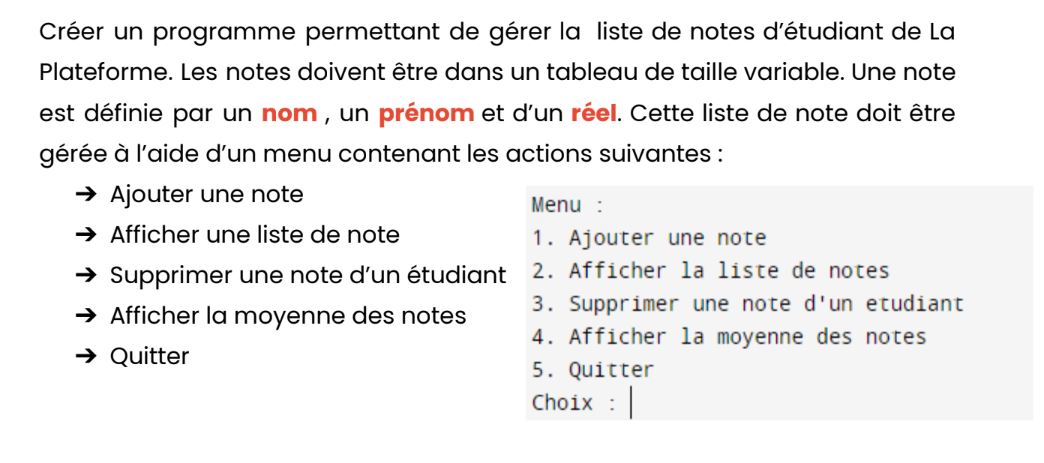 Créer un programme permettant de gérer la liste de notes d’étudiant de La
Plateforme. Les notes doivent être dans un tableau de taille variable. Une note
est définie par un nom , un prénom et d’un réel. Cette liste de note doit être
gérée à l’aide d’un menu contenant les actions suivantes :
➔ Ajouter une note
➔ Afficher une liste de note
➔ Supprimer une note d’un étudiant
➔ Afficher la moyenne des notes
➔ Quitter
Menu :
1. Ajouter une note
2. Afficher la liste de notes
3. Supprimer une note d'un etudiant
4. Afficher la moyenne des notes
5. Quitter
Choix :